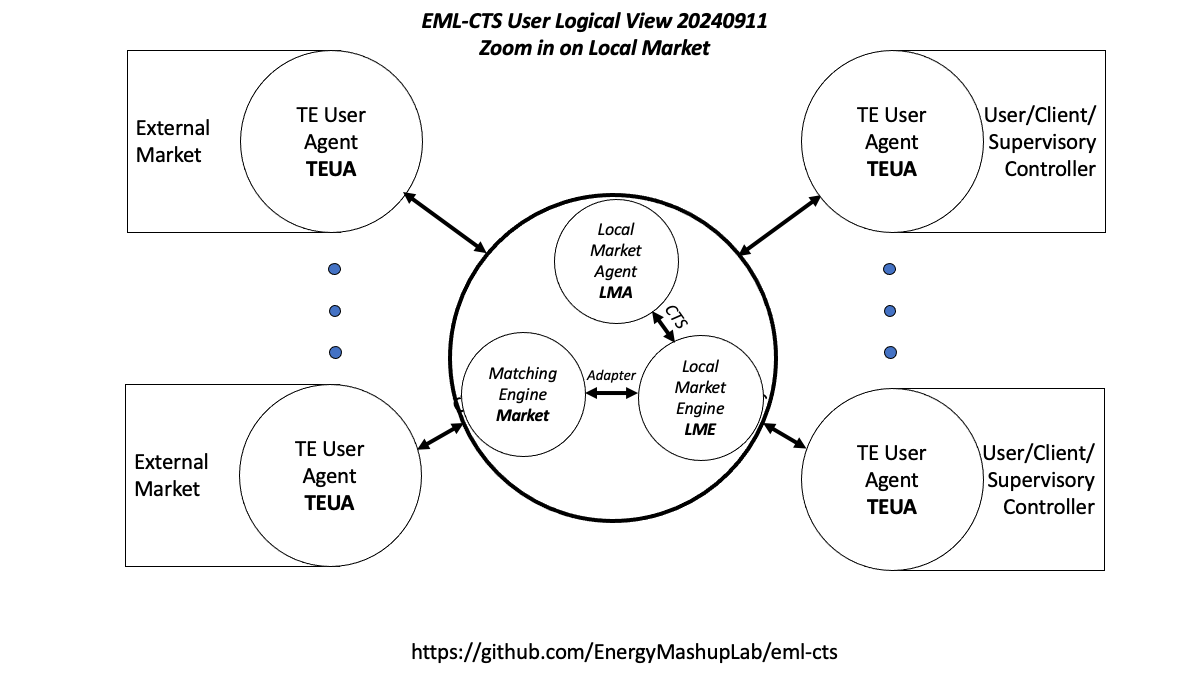 EML-CTS User Logical View 20240911
Zoom in on Local Market
External
Market
TE User
Agent
TEUA
TE User
Agent
TEUA
User/Client/
Supervisory
Controller
Local
Market
Agent
LMA
CTS
Matching
Engine
Market
Adapter
Local
Market
Engine
LME
External
Market
TE User
Agent
TEUA
TE User
Agent
TEUA
User/Client/
Supervisory
Controller
https://github.com/EnergyMashupLab/eml-cts